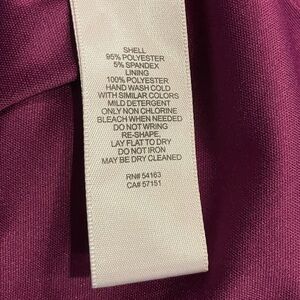 SHELL
95% POLYESTER
5% SPANDEX
LINING
100% POLYESTER
HAND WASH COLD
WITH SIMILAR COLORS
MILD DETERGENT
ONLY NON CHLORINE
BLEACH WHEN NEEDED
DO NOT WRING
RE-SHAPE.
LAY FLAT TO DRY
DO NOT IRON
MAY BE DRY CLEANED
RN# 54163
CA# 57151